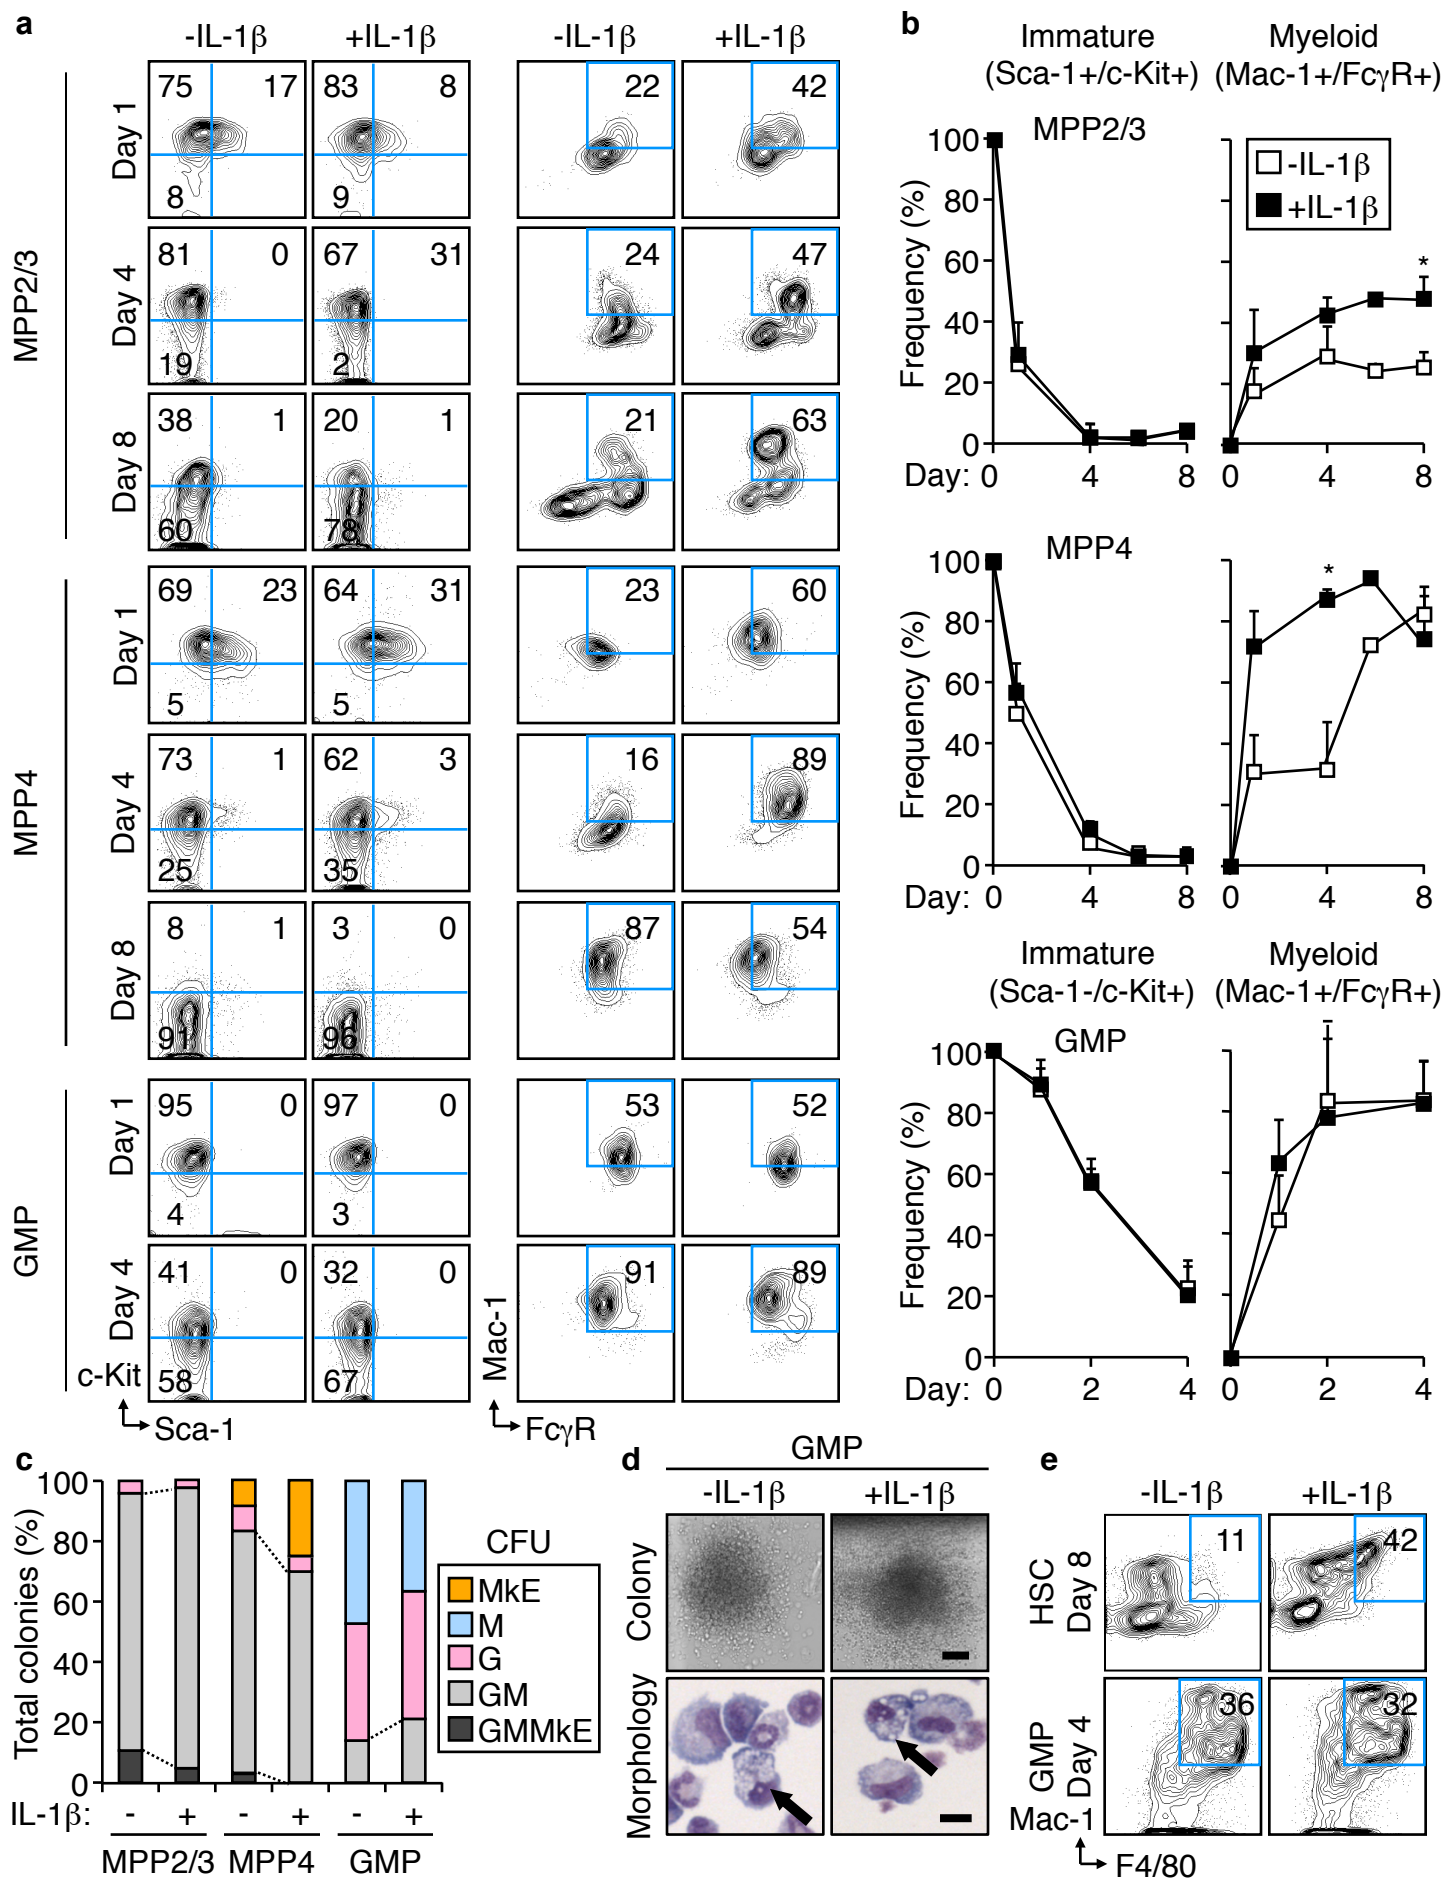 a
-IL-1β +IL-1β -IL-1β +IL-1β
MPP2/3
Day 1
75 17 83 8 22 42
8 9
Day 4
81 0 67 31 24 47
19 2
Day 8
38 1 20 1 21 63
60 78
MPP4
Day 1
69 23 64 31 23 60
5 5
Day 4
73 1 62 3 16 89
25 35
Day 8
8 1 3 0 87 54
91 96
GMP
Day 1
95 0 97 0 53 52
4 3
Day 4
41 0 32 0 91 89
58 67
c-Kit
Sca-1
Mac-1
FcγR
b
Immature Myeloid
(Sca-1+/c-Kit+) (Mac-1+/FcγR+)
MPP2/3
Frequency (%)
100
80
60
40
20
0
-IL-1β
+IL-1β
*
Day: 0 4 8 0 4 8
MPP4
Frequency (%)
100
80
60
40
20
0
*
Day: 0 4 8 0 4 8
Immature Myeloid
(Sca-1-/c-Kit+) (Mac-1+/FcγR+)
GMP
Frequency (%)
100
80
60
40
20
0
Day: 0 2 4 0 2 4
c
Total colonies (%)
100
80
60
40
20
0
CFU
MkE
M
G
GM
GMMkE
IL-1β: - + - + - +
MPP2/3 MPP4 GMP
d
GMP
-IL-1β +IL-1β
Colony
Morphology
e
-IL-1β +IL-1β
HSC
Day 8
11 42
GMP
Day 4
36 32
Mac-1
F4/80